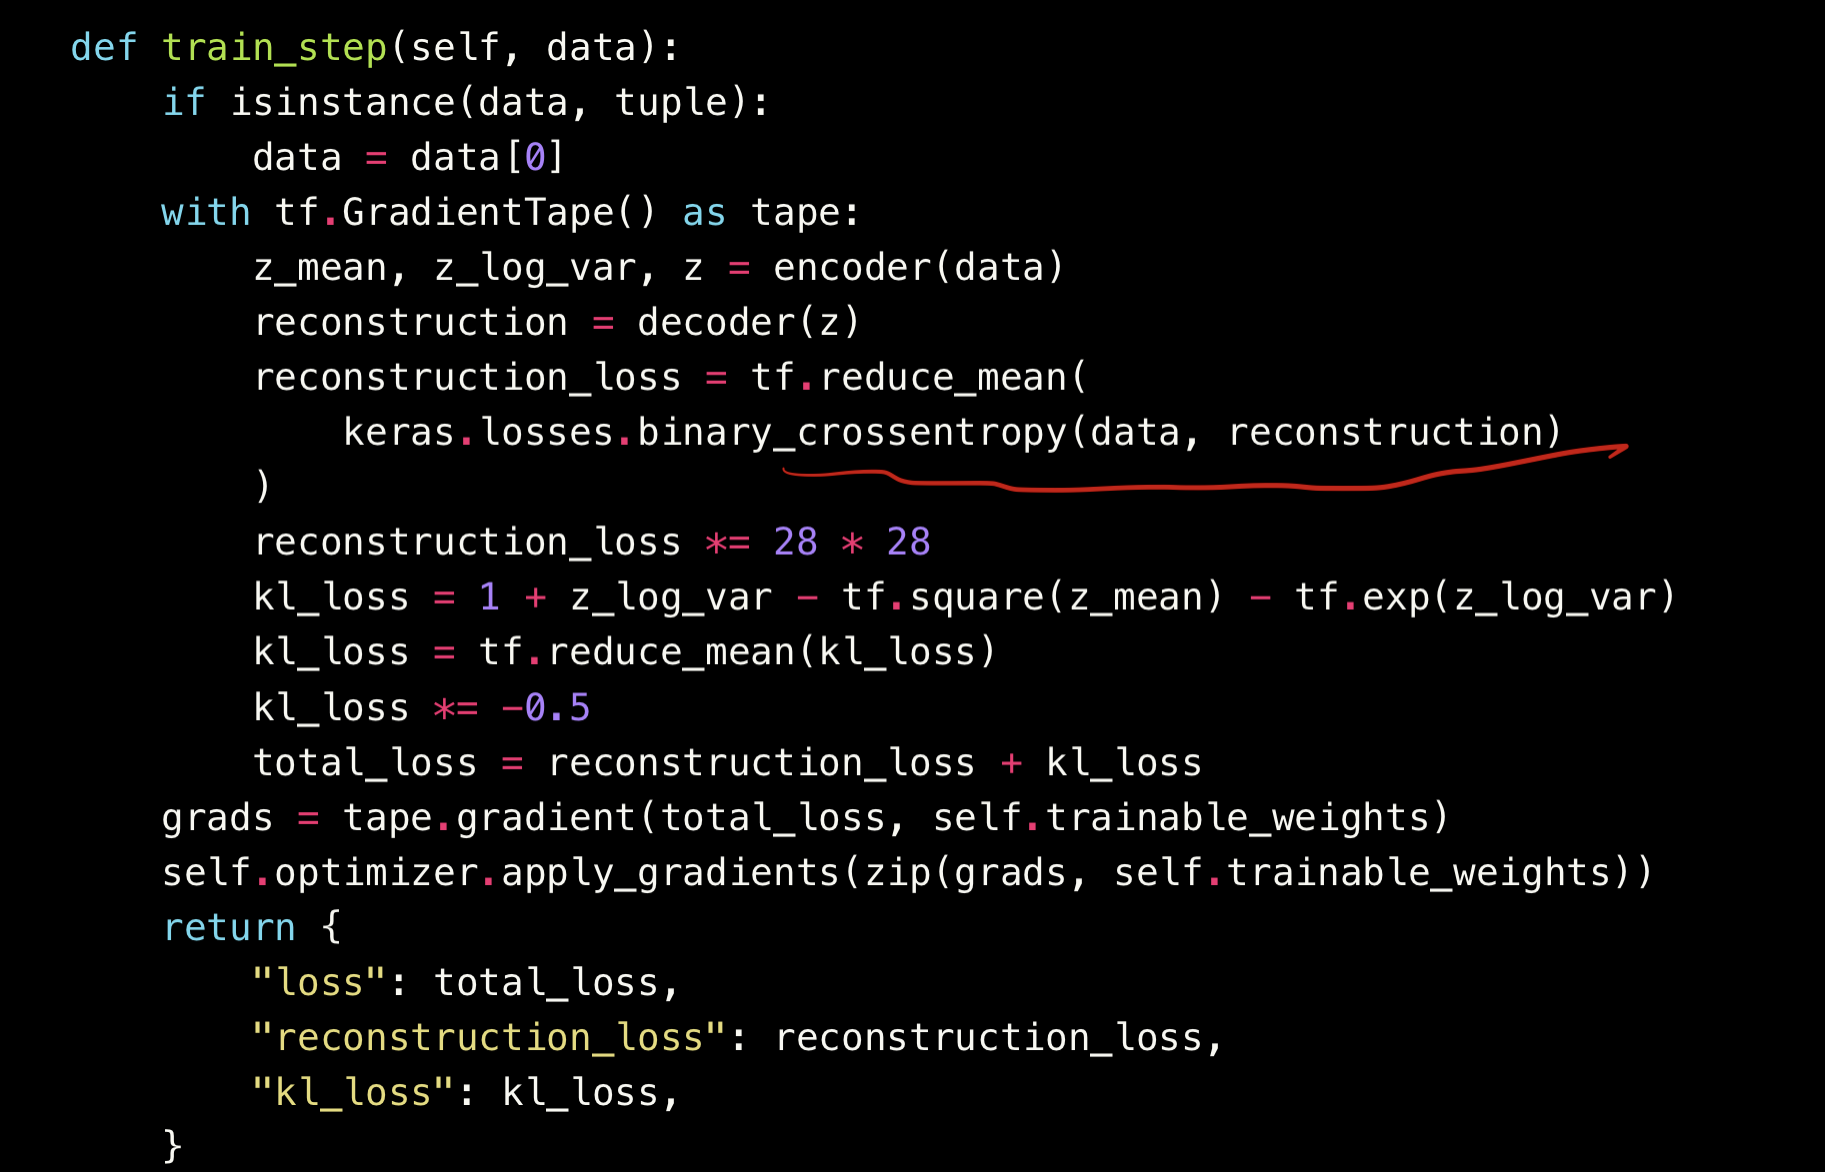 def train_step(self, data):
    if isinstance(data, tuple):
        data = data[0]
    with tf.GradientTape() as tape:
        z_mean, z_log_var, z = encoder(data)
        reconstruction = decoder(z)
        reconstruction_loss = tf.reduce_mean(
            keras.losses.binary_crossentropy(data, reconstruction)
        )
        reconstruction_loss *= 28 * 28
        kl_loss = 1 + z_log_var - tf.square(z_mean) - tf.exp(z_log_var)
        kl_loss = tf.reduce_mean(kl_loss)
        kl_loss *= -0.5
        total_loss = reconstruction_loss + kl_loss
    grads = tape.gradient(total_loss, self.trainable_weights)
    self.optimizer.apply_gradients(zip(grads, self.trainable_weights))
    return {
        "loss": total_loss,
        "reconstruction_loss": reconstruction_loss,
        "kl_loss": kl_loss,
    }